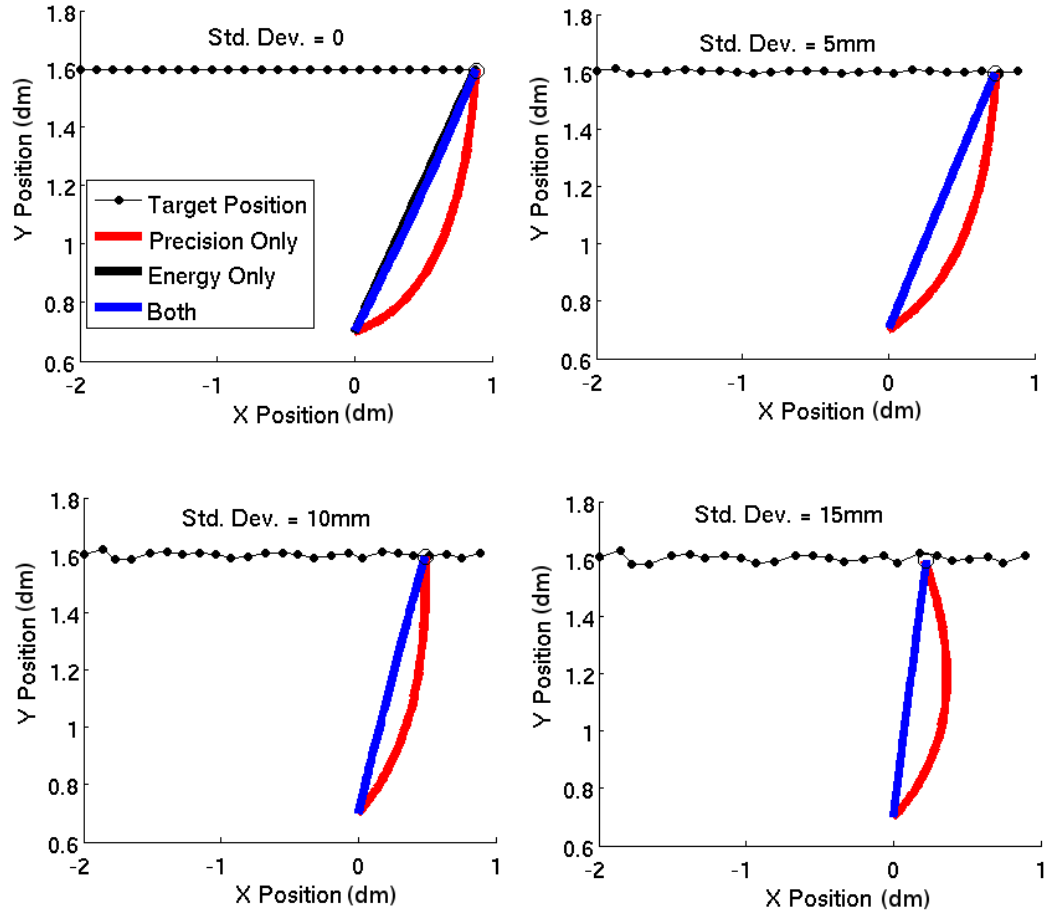 Std. Dev. = 0
1.8
1.6
1.4
1.2
1
0.8
0.6
Y Position (dm)
Target Position
Precision Only
Energy Only
Both
-2
-1
0
1
X Position (dm)
Std. Dev. = 5mm
1.8
1.6
1.4
1.2
1
0.8
0.6
Y Position (dm)
-2
-1
0
1
X Position (dm)
Std. Dev. = 10mm
1.8
1.6
1.4
1.2
1
0.8
0.6
Y Position (dm)
-2
-1
0
1
X Position (dm)
Std. Dev. = 15mm
1.8
1.6
1.4
1.2
1
0.8
0.6
Y Position (dm)
-2
-1
0
1
X Position (dm)